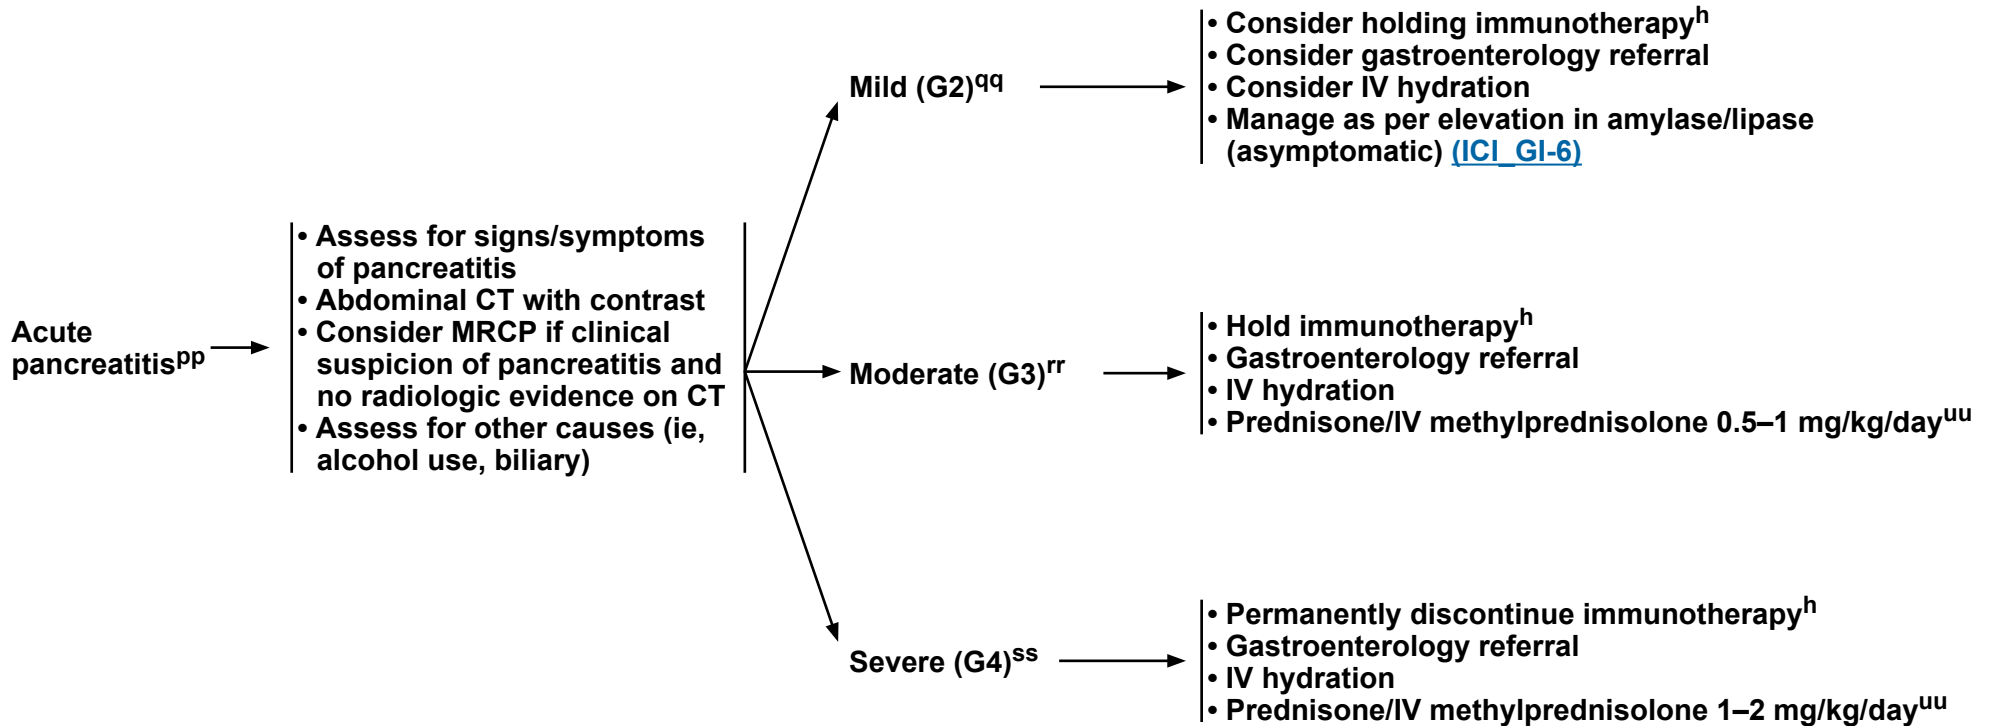 Acute
pancreatitispp
• Assess for signs/symptoms
of pancreatitis
• Abdominal CT with contrast
• Consider MRCP if clinical
suspicion of pancreatitis and
no radiologic evidence on CT
• Assess for other causes (ie,
alcohol use, biliary)
Mild (G2)qq
• Consider holding immunotherapyh
• Consider gastroenterology referral
• Consider IV hydration
• Manage as per elevation in amylase/lipase
(asymptomatic) (ICI_GI-6)
Moderate (G3)rr
• Hold immunotherapyh
• Gastroenterology referral
• IV hydration
• Prednisone/IV methylprednisolone 0.5–1 mg/kg/dayuu
Severe (G4)ss
• Permanently discontinue immunotherapyh
• Gastroenterology referral
• IV hydration
• Prednisone/IV methylprednisolone 1–2 mg/kg/dayuu